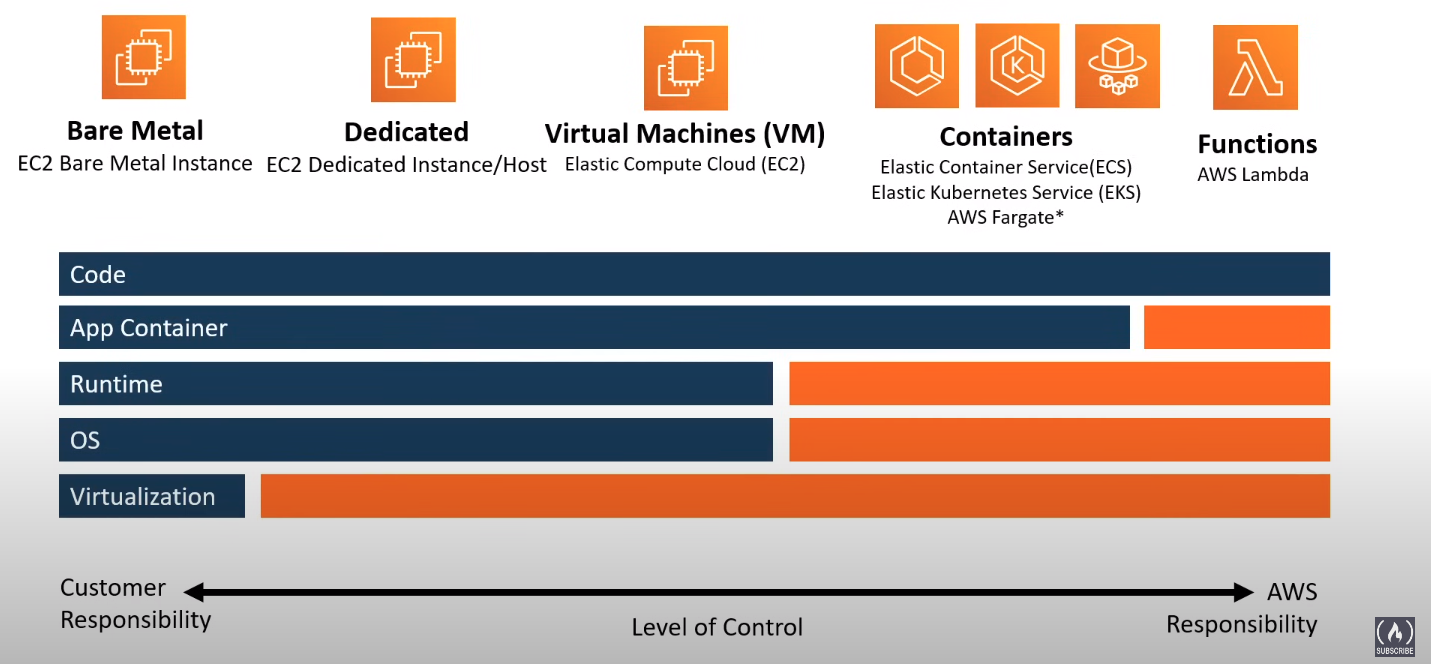 Bare Metal
EC2 Bare Metal Instance
Dedicated
EC2 Dedicated Instance/Host
Virtual Machines (VM)
Elastic Compute Cloud (EC2)
K
Containers
Elastic Container Service(ECS)
Elastic Kubernetes Service (EKS)
AWS Fargate*
Functions
AWS Lambda
Code
App Container
Runtime
OS
Virtualization
Customer
Responsibility
Level of Control
AWS
Responsibility
SUBSCRIBE